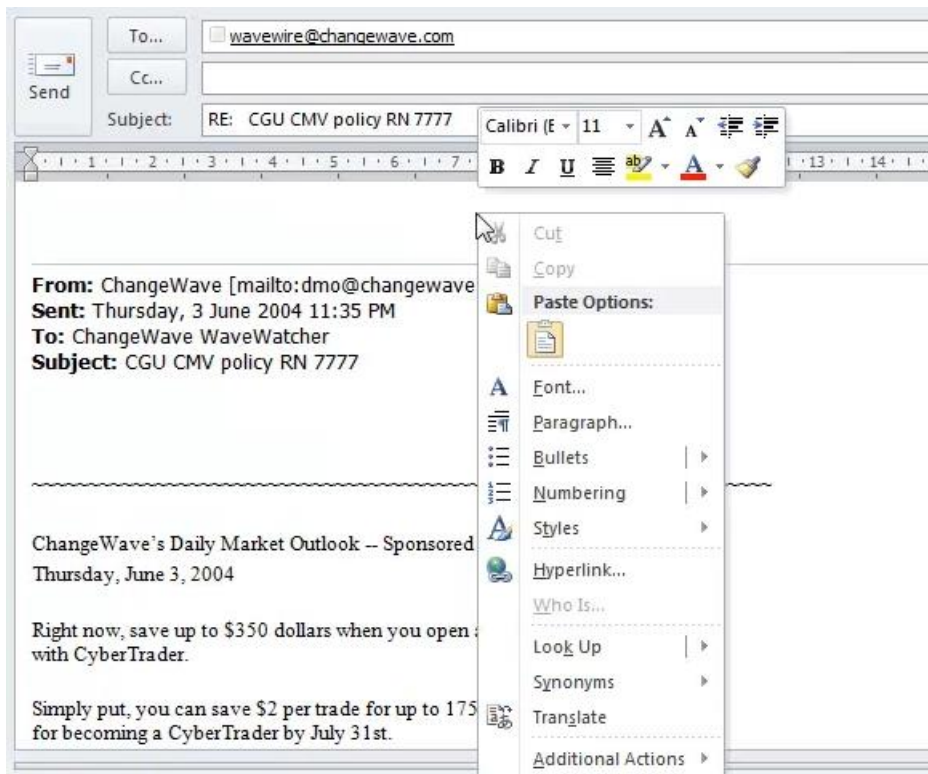 To...
wavewire@changewave.com
Cc...
Send
Subject:
RE: CGU CMV policy RN 7777
Calibri (E
11
A A
B I U ab A
1 2 3 4 5 6 7 13 14
Cut
Copy
From: ChangeWave [mailto:dmo@changewave
Paste Options:
Sent: Thursday, 3 June 2004 11:35 PM
To: ChangeWave WaveWatcher
Subject: CGU CMV policy RN 7777
Font...
Paragraph...
Bullets
~~~~~~~~~~~~~~~~~~~~~~~~~~~~~~~~~~~~~~~~
Numbering
Styles
ChangeWave’s Daily Market Outlook -- Sponsored
Thursday, June 3, 2004
Hyperlink...
Who Is...
Right now, save up to $350 dollars when you open
with CyberTrader.
Look Up
Synonyms
Simply put, you can save $2 per trade for up to 175
for becoming a CyberTrader by July 31st.
Translate
Additional Actions